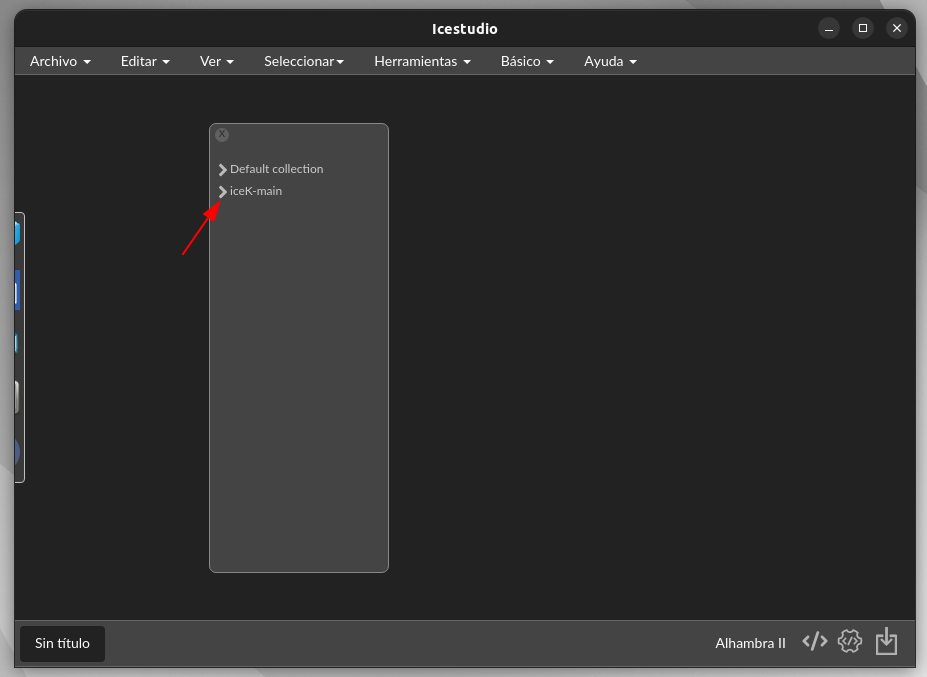 Icestudio
Archivo Editar Ver Seleccionar Herramientas Básico Ayuda
X
Default collection
iceK-main
Sin título
Alhambra II